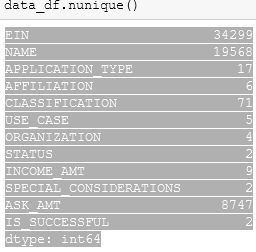 data_df.nunique()
EIN 34299
NAME 19568
APPLICATION_TYPE 17
AFFILIATION 6
CLASSIFICATION 71
USE_CASE 5
ORGANIZATION 4
STATUS 2
INCOME_AMT 9
SPECIAL_CONSIDERATIONS 2
ASK_AMT 8747
IS_SUCCESSFUL 2
dtype: int64